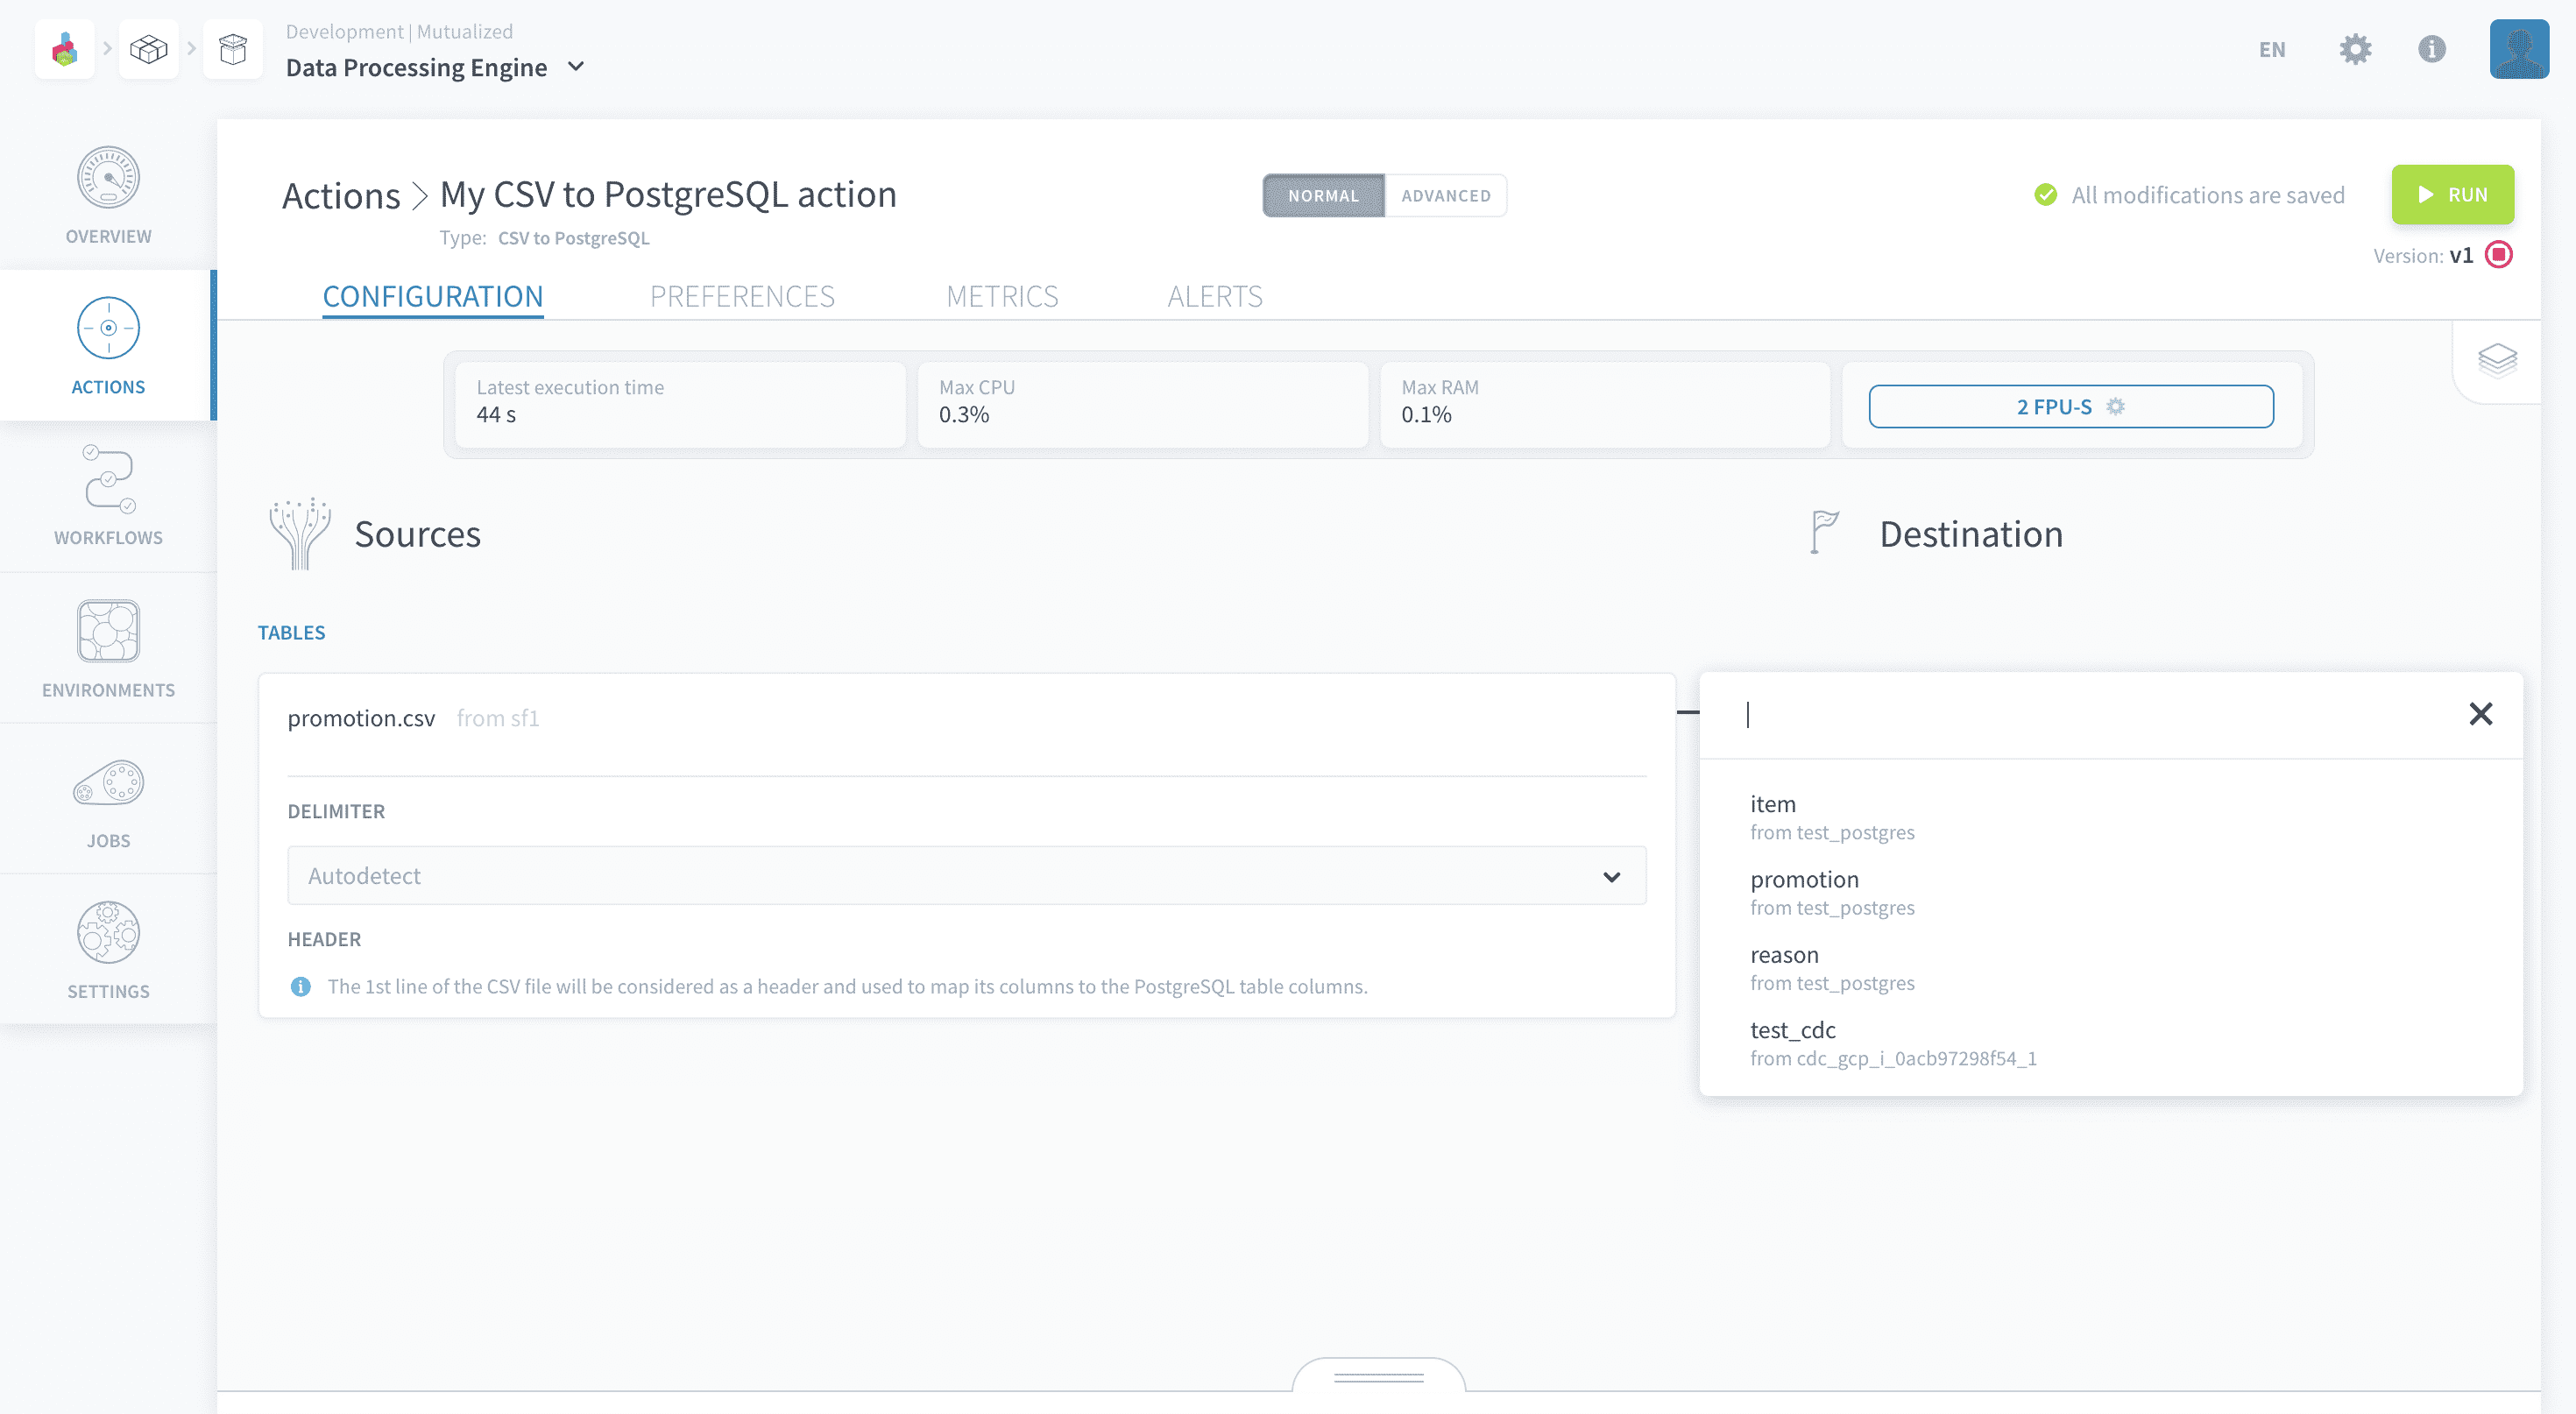 Development | Mutualized
Data Processing Engine
EN
OVERVIEW
ACTIONS
WORKFLOWS
ENVIRONMENTS
JOBS
SETTINGS
Actions > My CSV to PostgreSQL action
Type: CSV to PostgreSQL
NORMAL
ADVANCED
All modifications are saved
RUN
Version: v1
CONFIGURATION
PREFERENCES
METRICS
ALERTS
Latest execution time
44 s
Max CPU
0.3%
Max RAM
0.1%
2 FPU-S
Sources
Destination
TABLES
promotion.csv from sf1
DELIMITER
Autodetect
HEADER
The 1st line of the CSV file will be considered as a header and used to map its columns to the PostgreSQL table columns.
item
from test_postgres
promotion
from test_postgres
reason
from test_postgres
test_cdc
from cdc_gcp_i_0acb97298f54_1